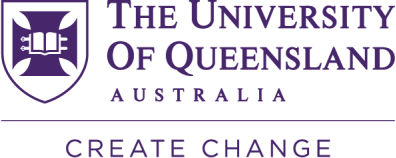 THE UNIVERSITY
OF QUEENSLAND
AUSTRALIA
CREATE CHANGE